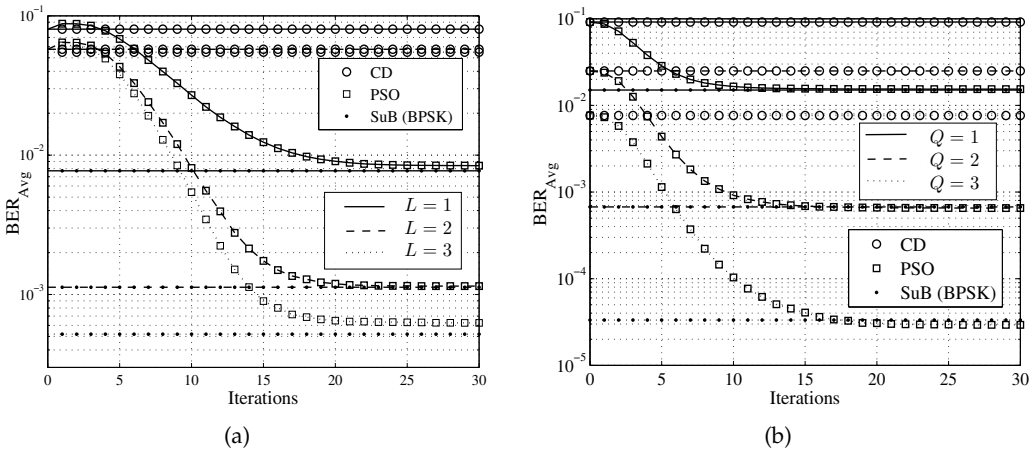 10⁻¹
10⁻²
10⁻³
BER_Avg
CD
PSO
SuB (BPSK)
L = 1
L = 2
L = 3
0 5 10 15 20 25 30
Iterations
(a)
10⁻¹
10⁻²
10⁻³
10⁻⁴
10⁻⁵
BER_Avg
Q = 1
Q = 2
Q = 3
CD
PSO
SuB (BPSK)
0 5 10 15 20 25 30
Iterations
(b)